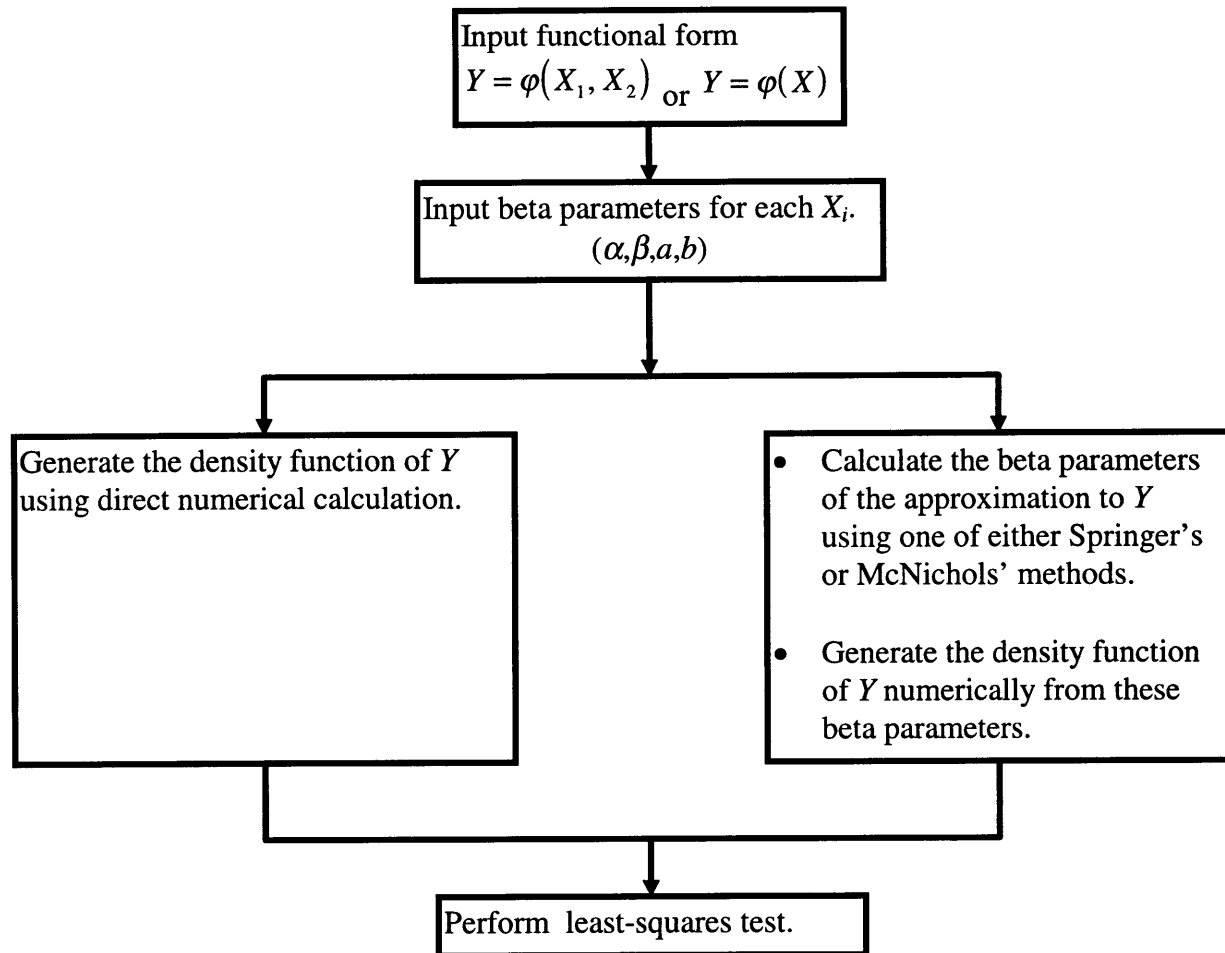 Input functional form
Y = φ(X₁, X₂) or Y = φ(X)
Input beta parameters for each Xᵢ.
(α,β,a,b)
Generate the density function of Y
using direct numerical calculation.
• Calculate the beta parameters
of the approximation to Y
using one of either Springer's
or McNichols' methods.
• Generate the density function
of Y numerically from these
beta parameters.
Perform least-squares test.